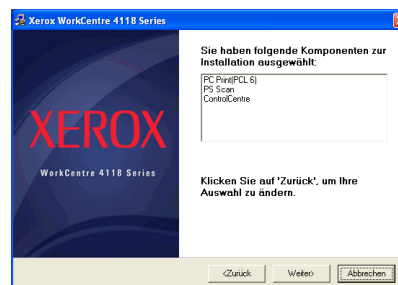 Xerox WorkCentre 4118 Series
Sie haben folgende Komponenten zur
Installation ausgewählt:
PC Print(PCL 6)
PS Scan
ControlCentre
XEROX
WorkCentre 4118 Series
Klicken Sie auf 'Zurück', um Ihre
Auswahl zu ändern.
<Zurück
Weiter>
Abbrechen